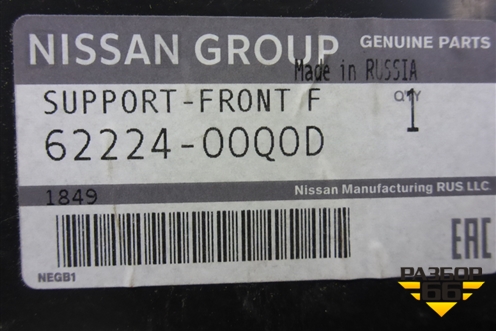 NISSAN GROUP GENUINE PARTS
Made in RUSSIA
SUPPORT-FRONT F QTY 1
62224-00Q0D
1849 Nissan Manufacturing RUS LLC
NEGB1
EAC
РАЗБОР
66